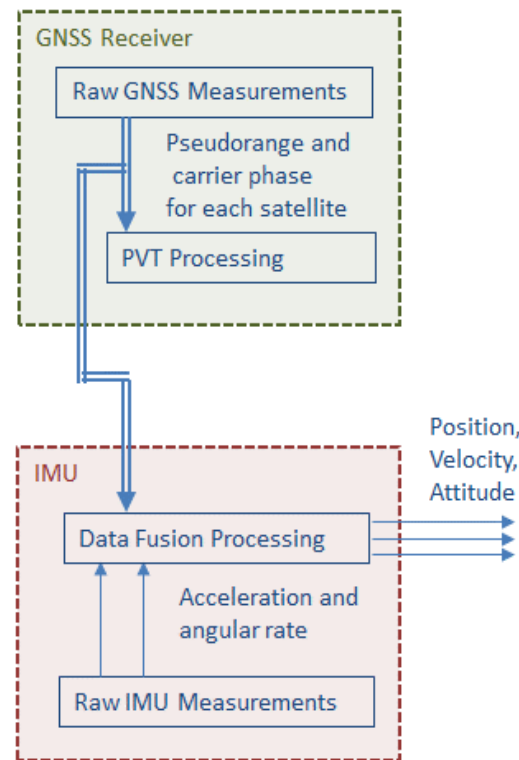 GNSS Receiver
Raw GNSS Measurements
Pseudorange and
carrier phase
for each satellite
PVT Processing
Position,
Velocity,
Attitude
IMU
Data Fusion Processing
Acceleration and
angular rate
Raw IMU Measurements